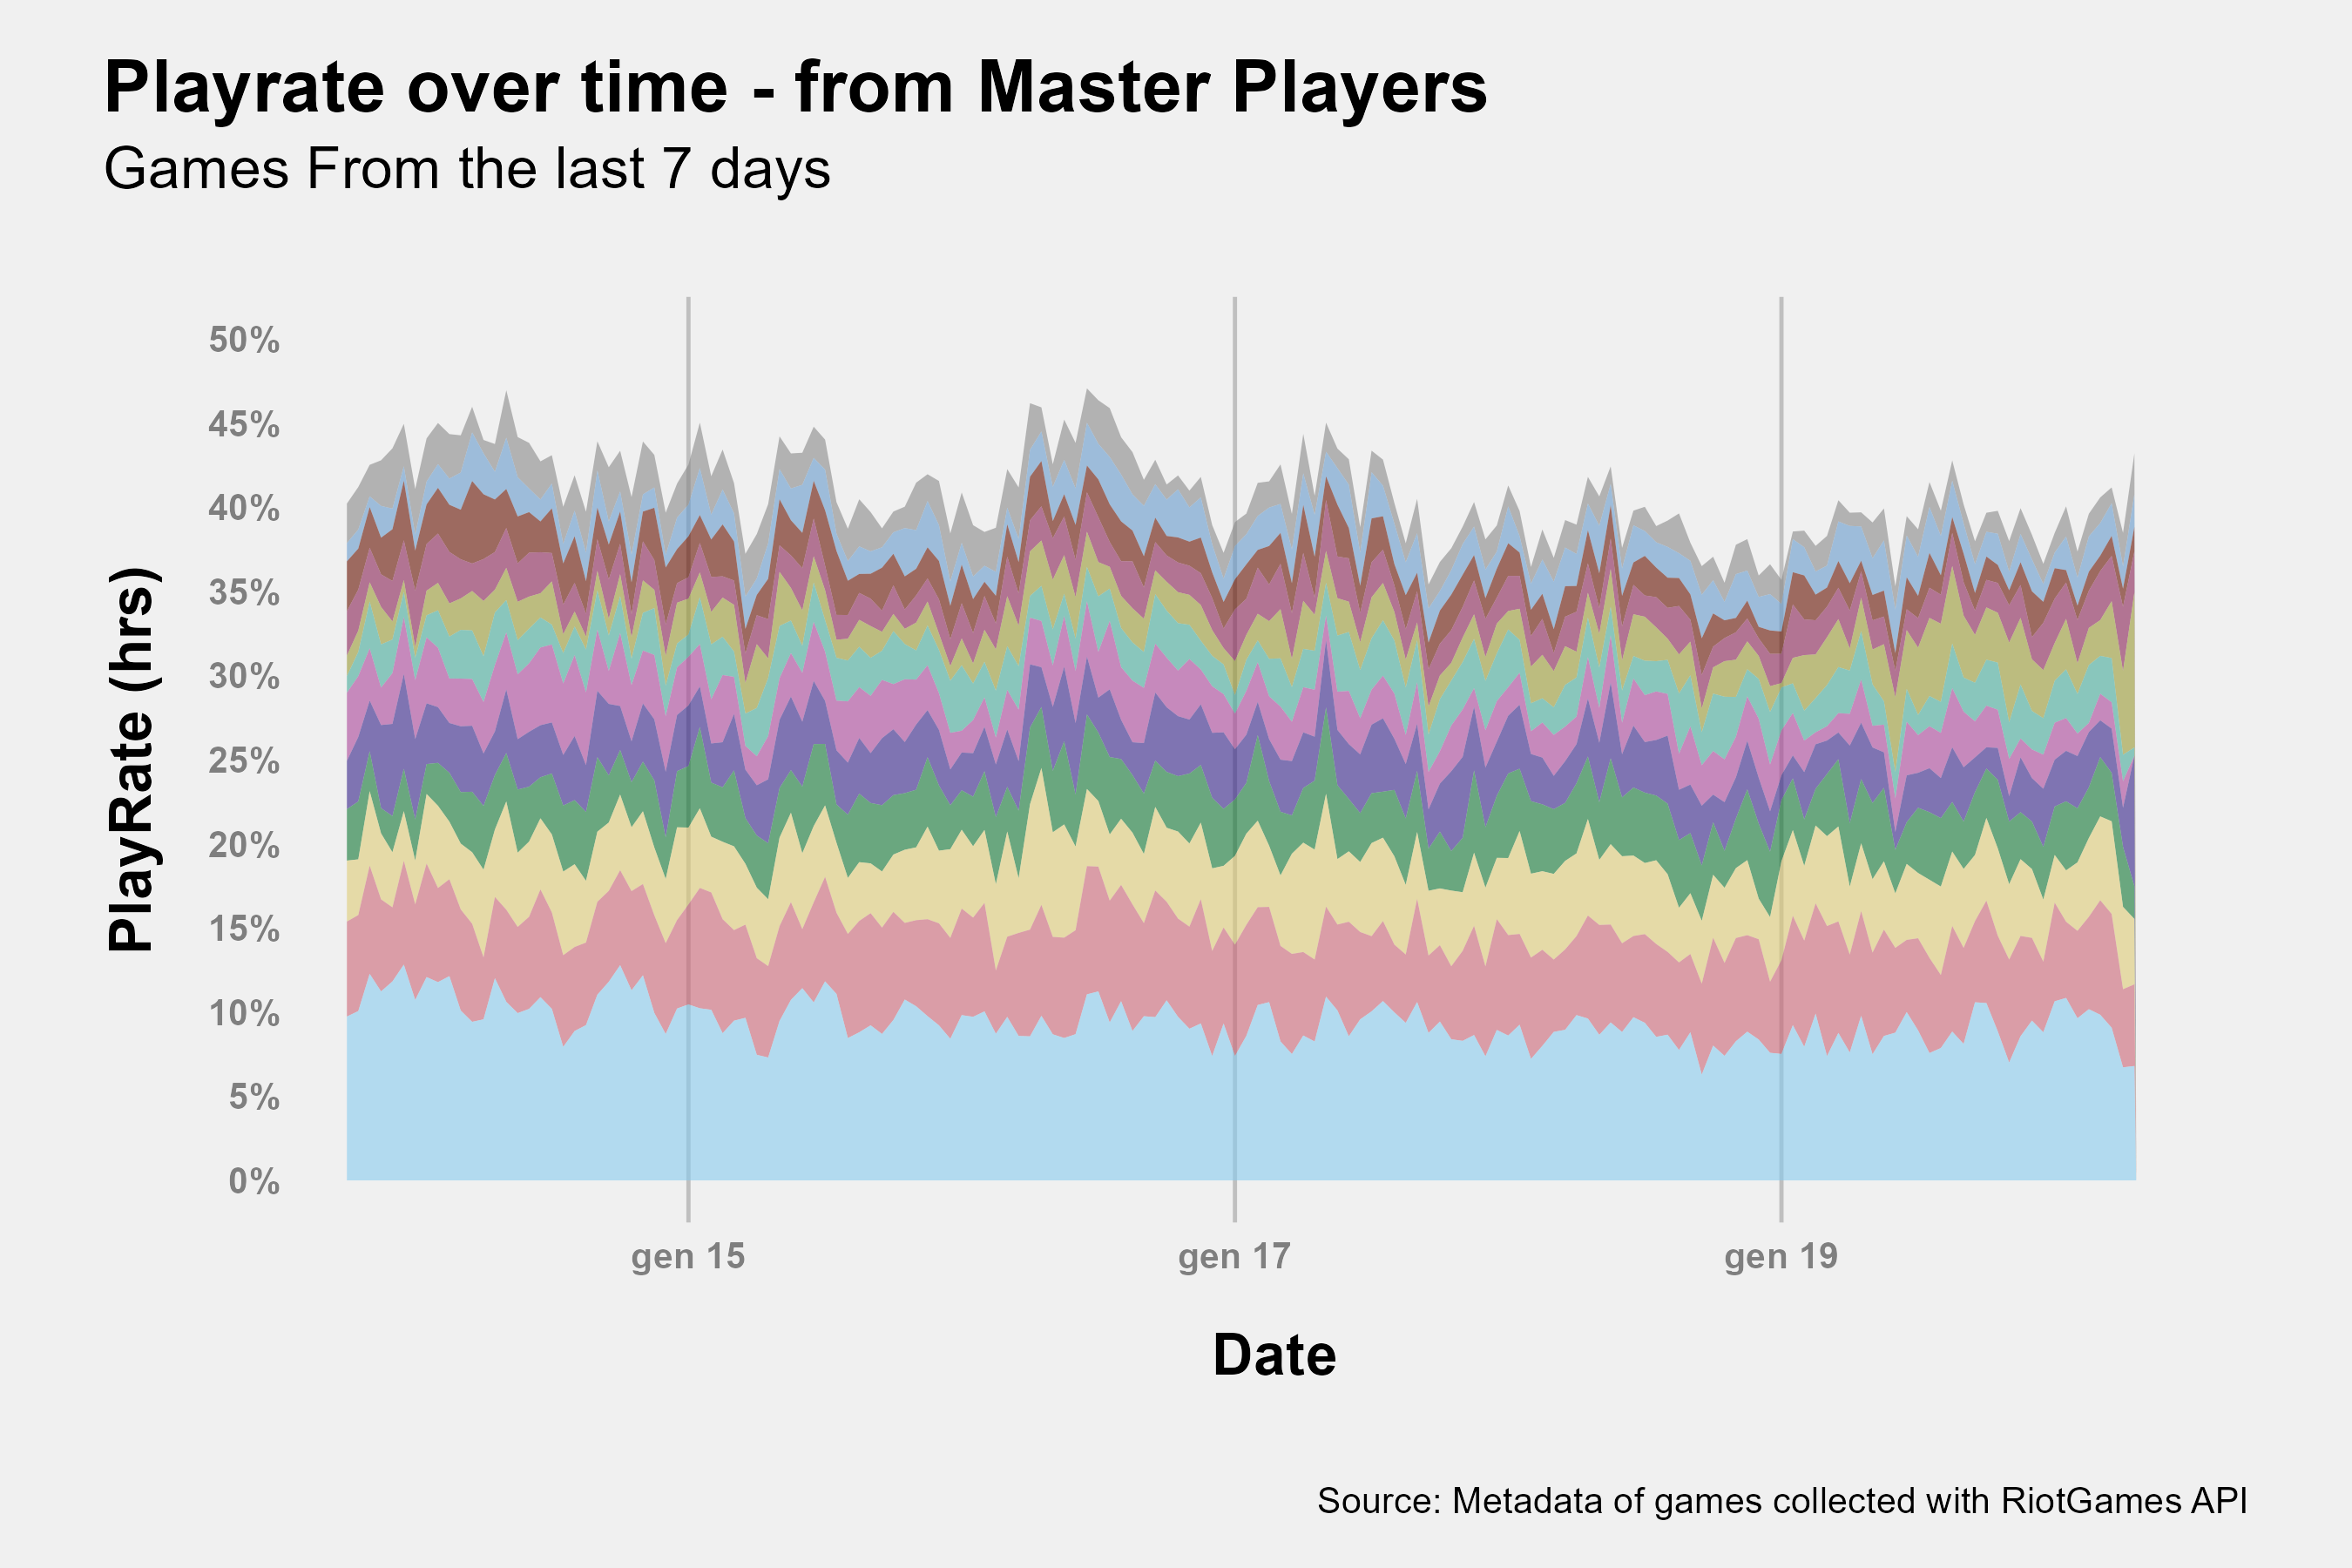 Playrate over time - from Master Players
Games From the last 7 days
PlayRate (hrs)
50%
45%
40%
35%
30%
25%
20%
15%
10%
5%
0%
gen 15
gen 17
gen 19
Date
Source: Metadata of games collected with RiotGames API